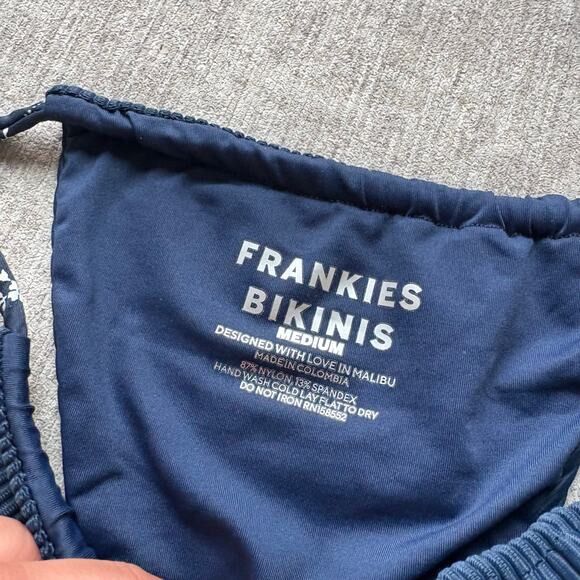 FRANKIES
BIKINIS
MEDIUM
DESIGNED WITH LOVE IN MALIBU
MADE IN COLOMBIA
87% NYLON, 13% SPANDEX
HAND WASH COLD LAY FLAT TO DRY
DO NOT IRON RN158552